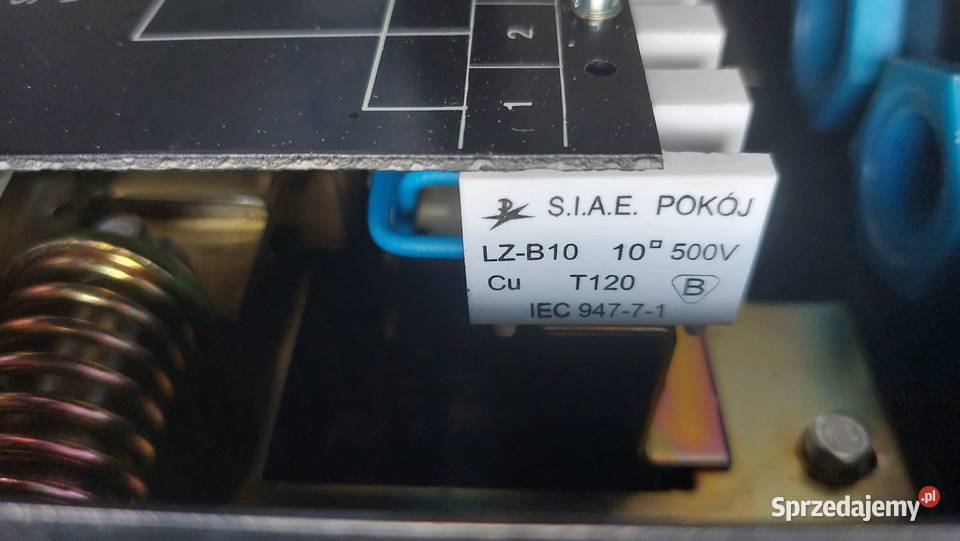 2
1
S.I.A.E. POKÓJ
LZ-B10 10▫ 500V
Cu T120 B
IEC 947-7-1
Sprzedajemy.pl